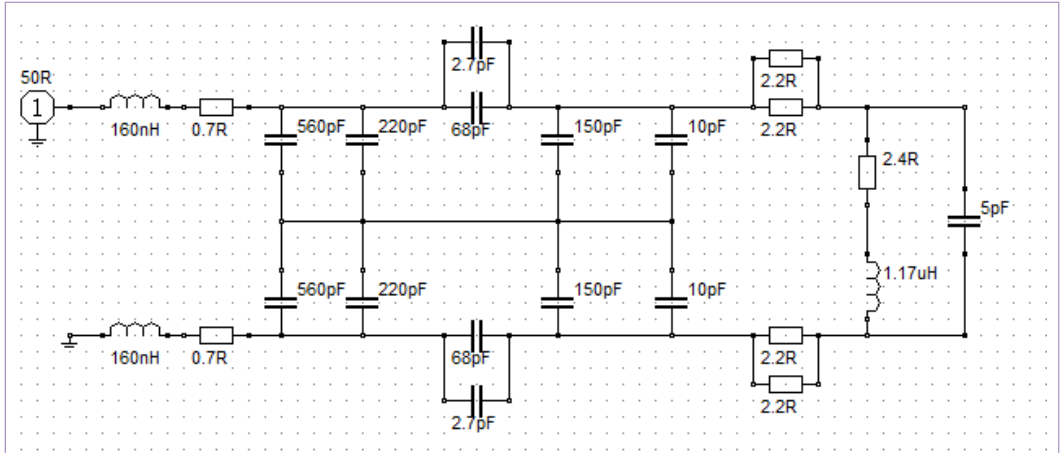 2.7pF
2.2R
50R
1
160nH
0.7R
560pF
220pF
68pF
150pF
10pF
2.2R
2.4R
5pF
1.17uH
560pF
220pF
150pF
10pF
160nH
0.7R
68pF
2.2R
2.7pF
2.2R